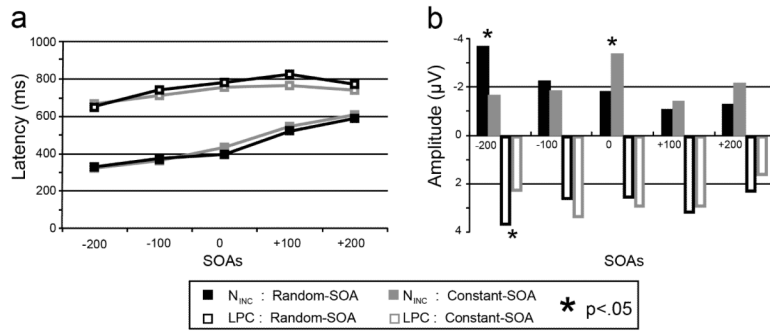 a
1000
800
600
400
200
0
Latency (ms)
-200 -100 0 +100 +200
SOAs
b
-4
-2
0
2
4
Amplitude (µV)
* *
-200 -100 0 +100 +200
*
SOAs
N_INC : Random-SOA N_INC : Constant-SOA
LPC : Random-SOA LPC : Constant-SOA
* p<.05